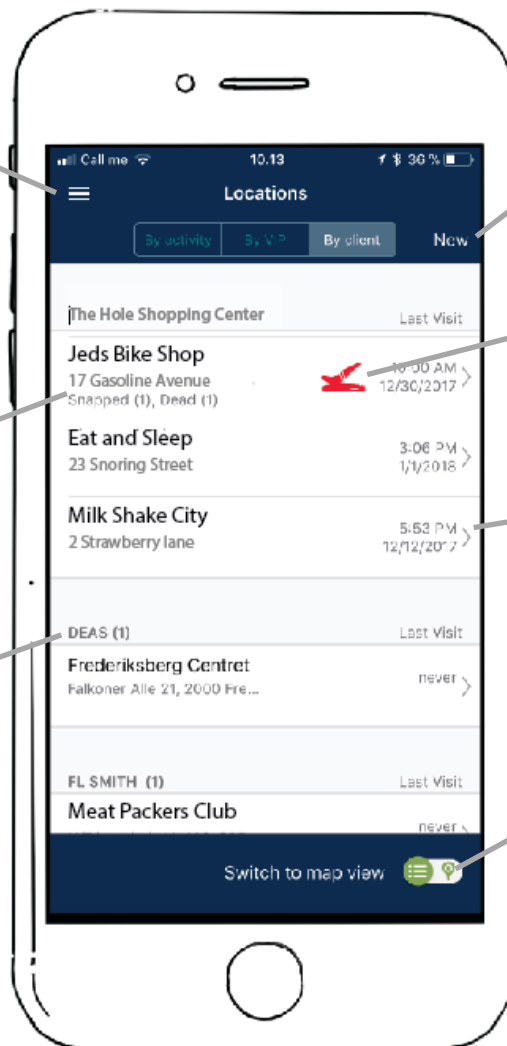 Call me 10.13 36 %
Locations
By activity By VIP By client New
The Hole Shopping Center Last Visit
Jeds Bike Shop
17 Gasoline Avenue 10:00 AM
Snapped (1), Dead (1) 12/30/2017
Eat and Sleep 3:06 PM
23 Snoring Street 1/1/2018
Milk Shake City 5:53 PM
2 Strawberry lane 12/12/2017
DEAS (1) Last Visit
Frederiksberg Centret never
Falkoner Alle 21, 2000 Fre...
FL SMITH (1) Last Visit
Meat Packers Club
never
Switch to map view